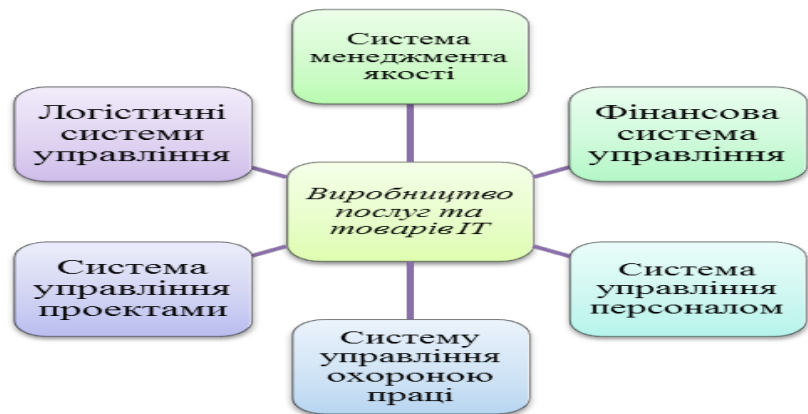 Система
менеджмента
якості
Логістичні
системи
управління
Фінансова
система
управління
Виробництво
послуг та
товарів ІТ
Система
управління
проектами
Система
управління
персоналом
Систему
управління
охороною
праці